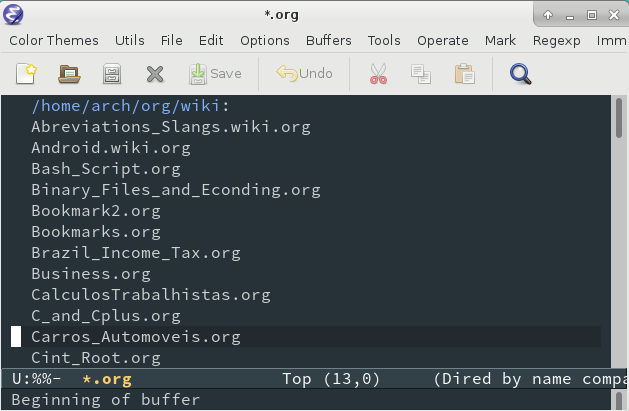 *.org
Color Themes Utils File Edit Options Buffers Tools Operate Mark Regexp Imm
Save Undo
/home/arch/org/wiki:
Abreviations_Slangs.wiki.org
Android.wiki.org
Bash_Script.org
Binary_Files_and_Econding.org
Bookmark2.org
Bookmarks.org
Brazil_Income_Tax.org
Business.org
CalculosTrabalhistas.org
C_and_Cplus.org
Carros_Automoveis.org
Cint_Root.org
U:%%- *.org Top (13,0) (Dired by name compa
Beginning of buffer